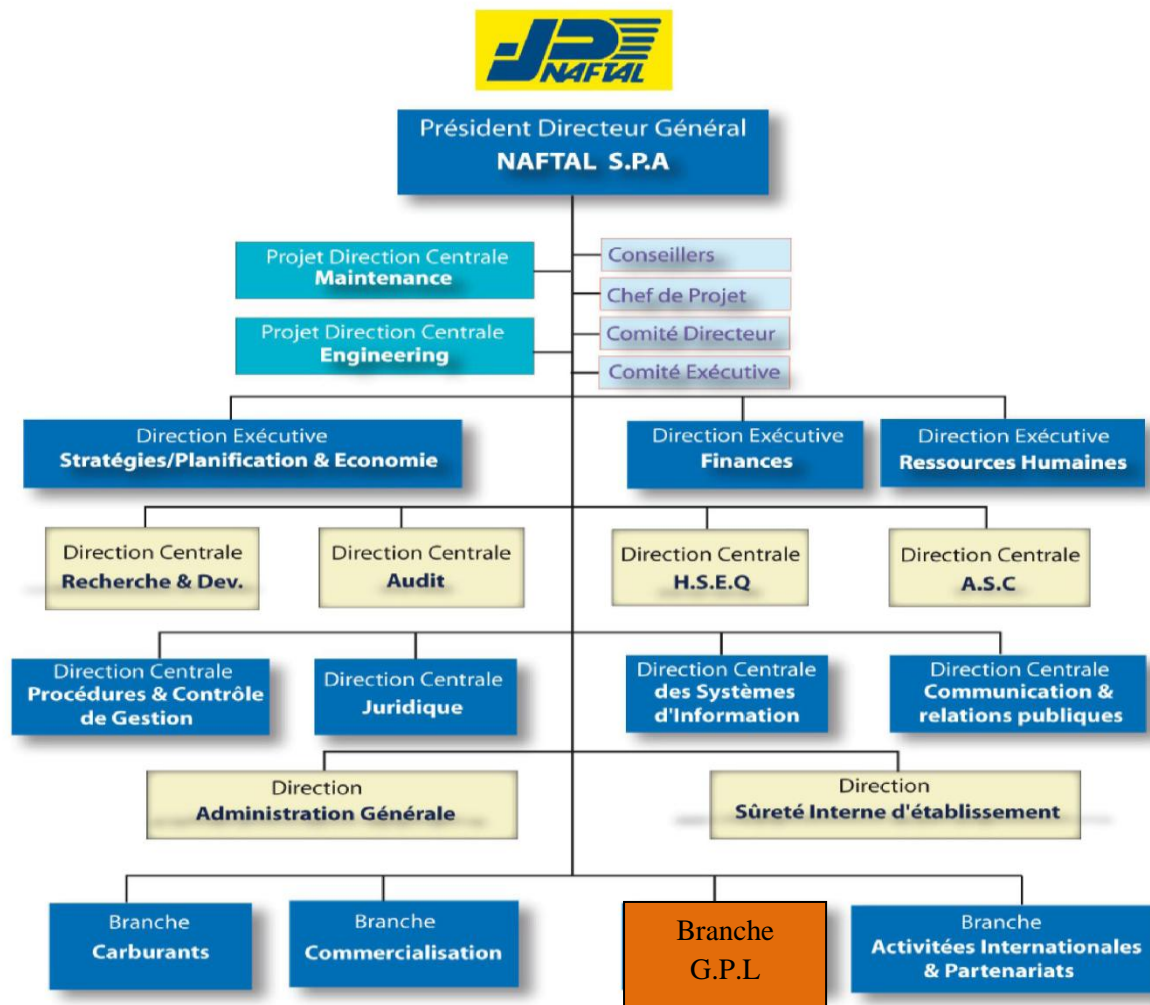 NAFTAL
Président Directeur Général
NAFTAL S.P.A
Projet Direction Centrale
Maintenance
Conseillers
Chef de Projet
Projet Direction Centrale
Engineering
Comité Directeur
Comité Exécutive
Direction Exécutive
Stratégies/Planification & Economie
Direction Exécutive
Finances
Direction Exécutive
Ressources Humaines
Direction Centrale
Recherche & Dev.
Direction Centrale
Audit
Direction Centrale
H.S.E.Q
Direction Centrale
A.S.C
Direction Centrale
Procédures & Contrôle
de Gestion
Direction Centrale
Juridique
Direction Centrale
des Systèmes
d'Information
Direction Centrale
Communication &
relations publiques
Direction
Administration Générale
Direction
Sûreté Interne d'établissement
Branche
Carburants
Branche
Commercialisation
Branche
G.P.L
Branche
Activitées Internationales
& Partenariats